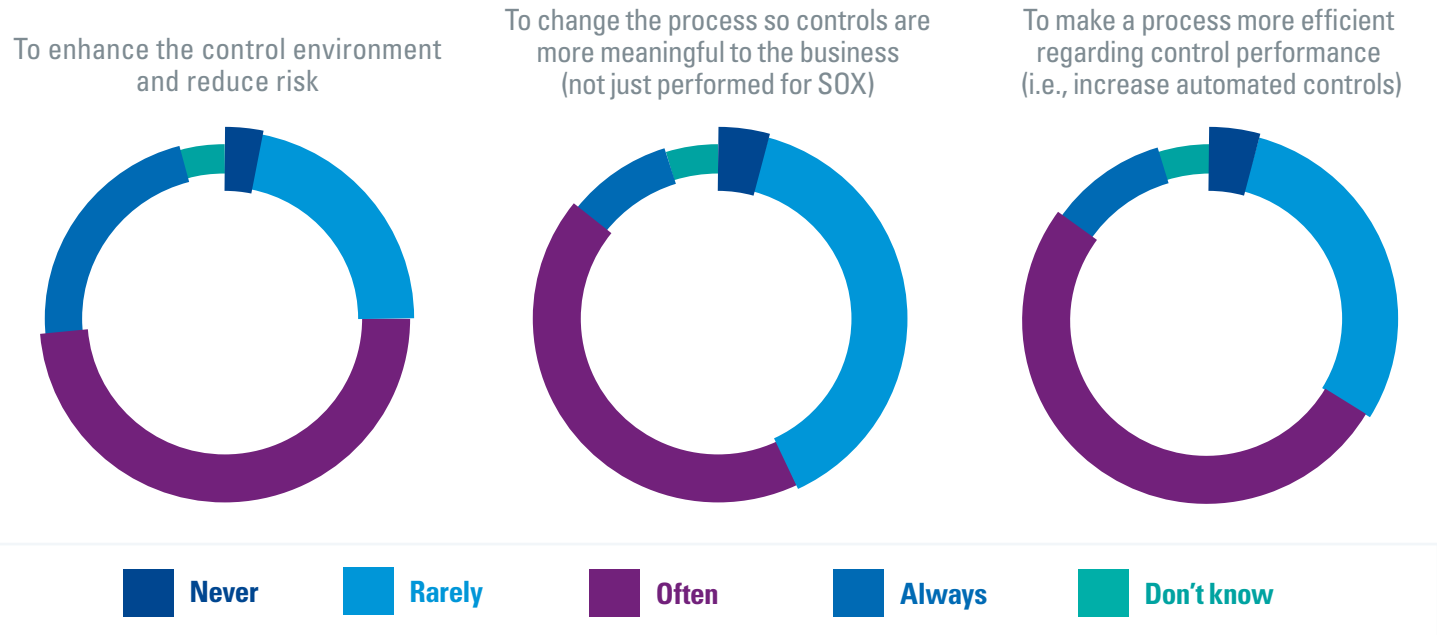 To enhance the control environment
and reduce risk
To change the process so controls are
more meaningful to the business
(not just performed for SOX)
To make a process more efficient
regarding control performance
(i.e., increase automated controls)
Never
Rarely
Often
Always
Don't know